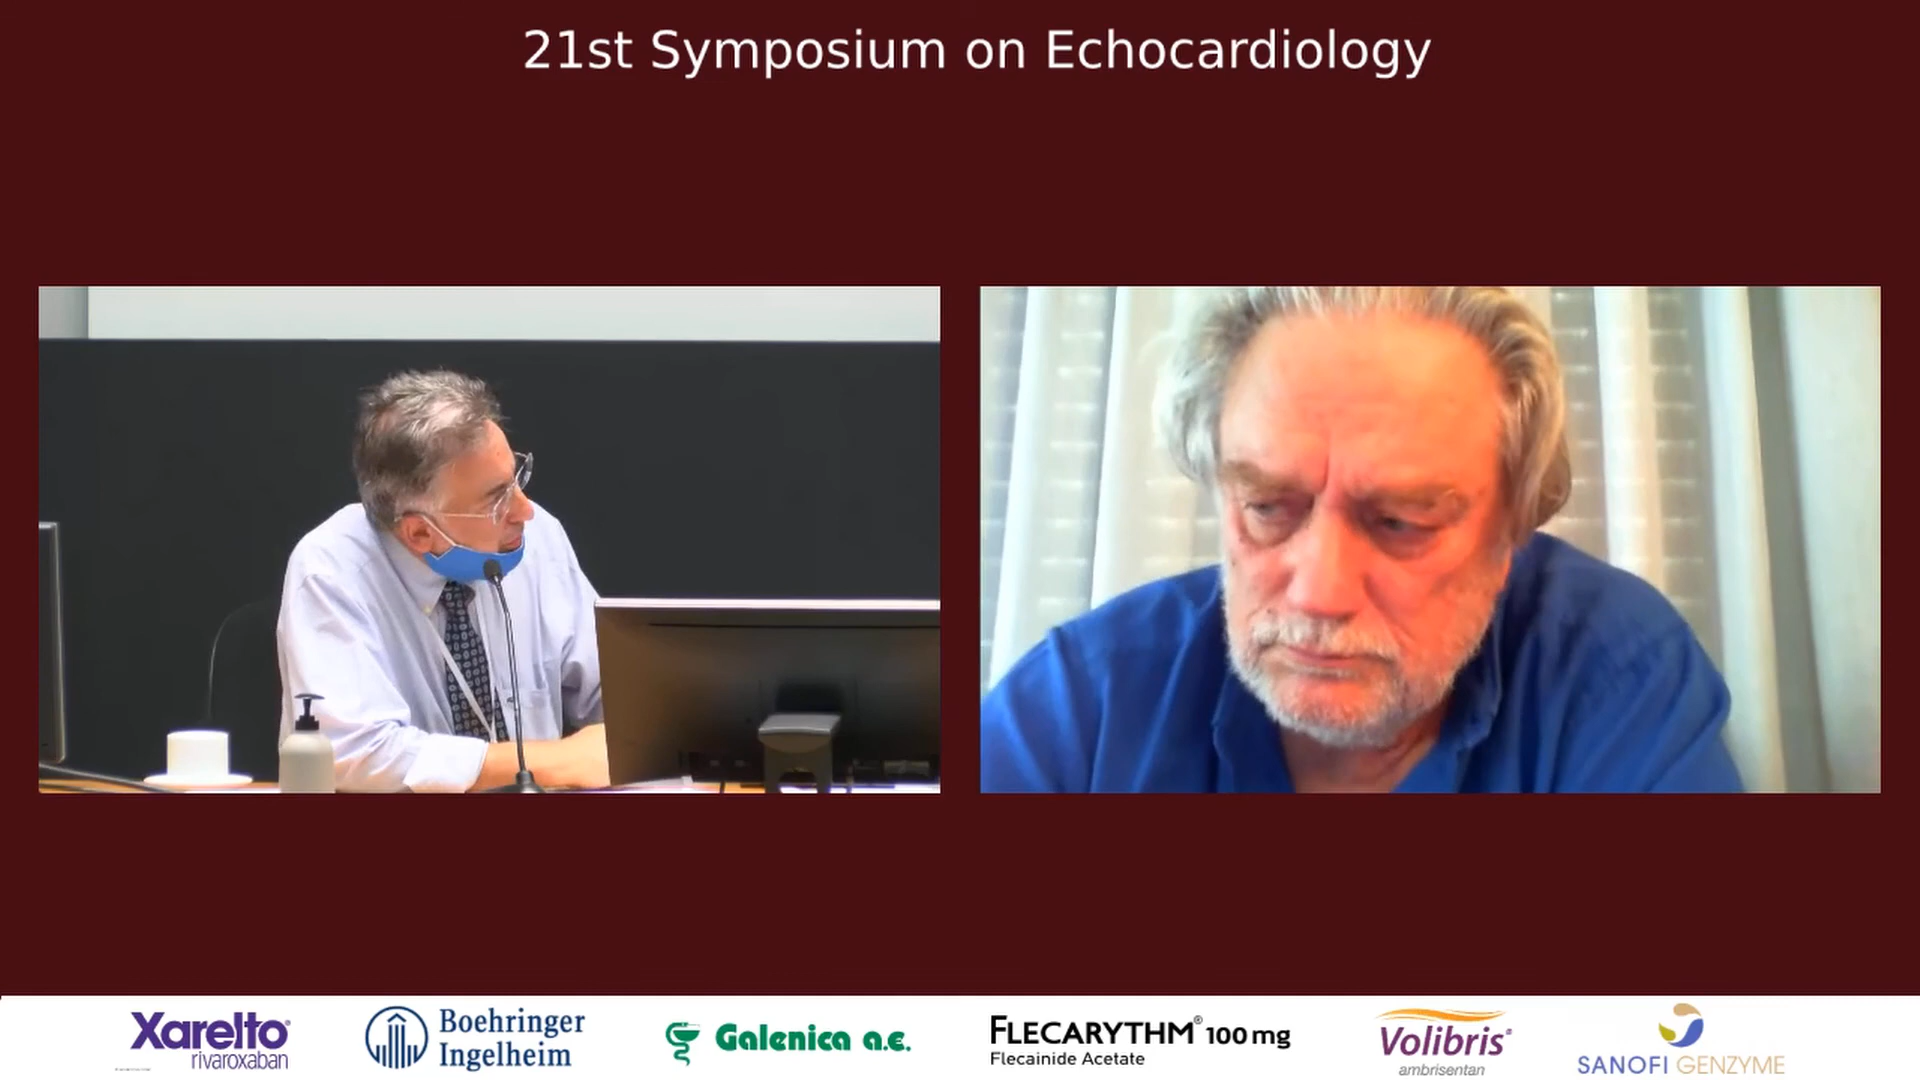 21st Symposium on Echocardiology
Xarelto®
rivaroxaban
Boehringer
Ingelheim
Galenica a.e.
FLECARYTHM® 100 mg
Flecainide Acetate
Volibris®
ambrisentan
SANOFI GENZYME